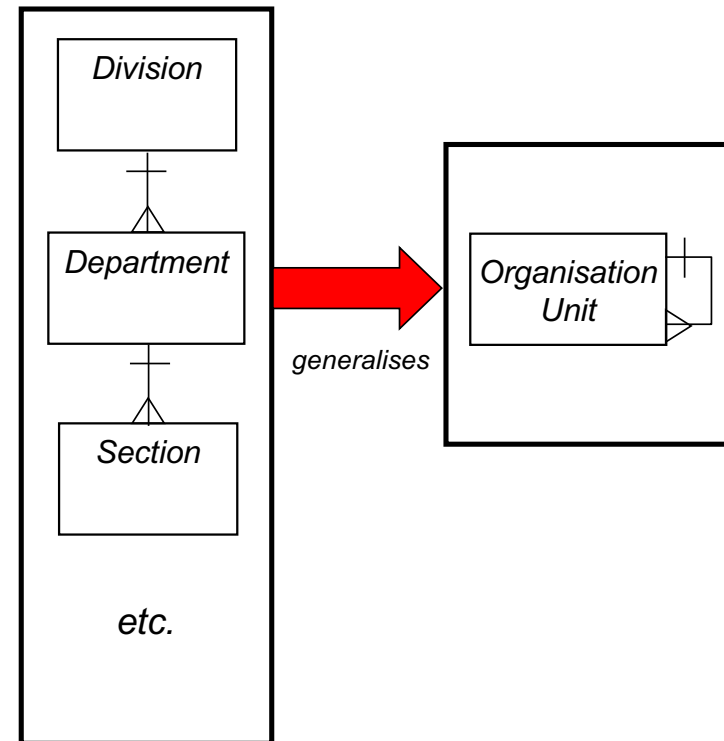 Division
Department
Section
etc.
generalises
Organisation
Unit